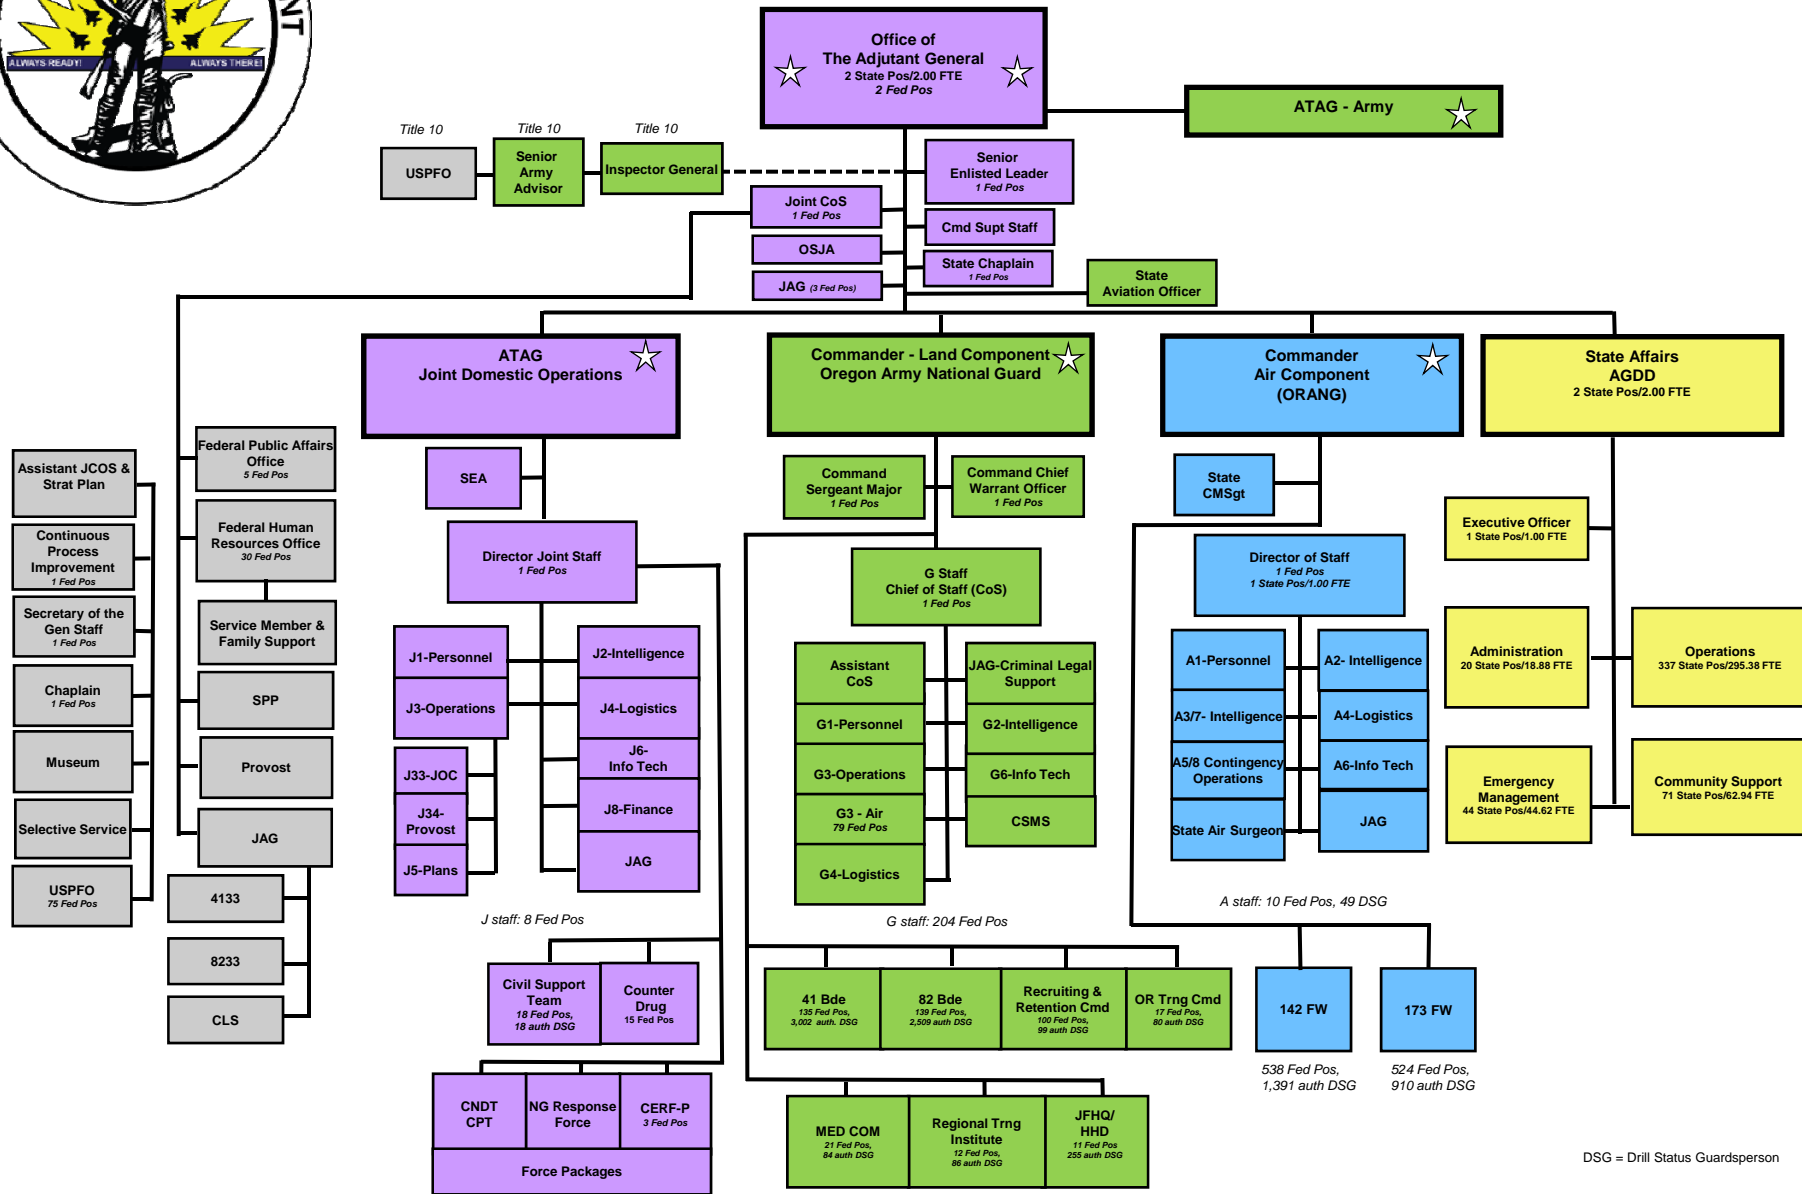 NT
ALWAYS READY!
ALWAYS THERE!
Office of
The Adjutant General
2 State Pos/2.00 FTE
2 Fed Pos
ATAG - Army
Title 10
Title 10
Title 10
USPFO
Senior
Army
Advisor
Inspector General
Senior
Enlisted Leader
1 Fed Pos
Joint CoS
1 Fed Pos
Cmd Supt Staff
OSJA
State Chaplain
1 Fed Pos
JAG (3 Fed Pos)
State
Aviation Officer
ATAG
Joint Domestic Operations
Commander - Land Component
Oregon Army National Guard
Commander
Air Component
(ORANG)
State Affairs
AGDD
2 State Pos/2.00 FTE
Assistant JCOS &
Strat Plan
Continuous
Process
Improvement
1 Fed Pos
Secretary of the
Gen Staff
1 Fed Pos
Chaplain
1 Fed Pos
Museum
Selective Service
USPFO
75 Fed Pos
Federal Public Affairs
Office
5 Fed Pos
Federal Human
Resources Office
30 Fed Pos
Service Member &
Family Support
SPP
Provost
JAG
4133
8233
CLS
SEA
Director Joint Staff
1 Fed Pos
J1-Personnel
J2-Intelligence
J3-Operations
J4-Logistics
J33-JOC
J6-
Info Tech
J34-
Provost
J8-Finance
J5-Plans
JAG
J staff: 8 Fed Pos
Civil Support
Team
18 Fed Pos,
18 auth DSG
Counter
Drug
15 Fed Pos
CNDT
CPT
NG Response
Force
CERF-P
3 Fed Pos
Force Packages
Command
Sergeant Major
1 Fed Pos
Command Chief
Warrant Officer
1 Fed Pos
G Staff
Chief of Staff (CoS)
1 Fed Pos
Assistant
CoS
JAG-Criminal Legal
Support
G1-Personnel
G2-Intelligence
G3-Operations
G6-Info Tech
G3 - Air
79 Fed Pos
CSMS
G4-Logistics
G staff: 204 Fed Pos
41 Bde
135 Fed Pos,
3,002 auth. DSG
82 Bde
139 Fed Pos,
2,509 auth DSG
Recruiting &
Retention Cmd
100 Fed Pos,
99 auth DSG
OR Trng Cmd
17 Fed Pos,
80 auth DSG
MED COM
21 Fed Pos,
84 auth DSG
Regional Trng
Institute
12 Fed Pos,
86 auth DSG
JFHQ/
HHD
11 Fed Pos
255 auth DSG
State
CMSgt
Director of Staff
1 Fed Pos
1 State Pos/1.00 FTE
A1-Personnel
A2- Intelligence
A3/7- Intelligence
A4-Logistics
A5/8 Contingency
Operations
A6-Info Tech
State Air Surgeon
JAG
A staff: 10 Fed Pos, 49 DSG
142 FW
173 FW
538 Fed Pos,
1,391 auth DSG
524 Fed Pos,
910 auth DSG
Executive Officer
1 State Pos/1.00 FTE
Administration
20 State Pos/18.88 FTE
Operations
337 State Pos/295.38 FTE
Emergency
Management
44 State Pos/44.62 FTE
Community Support
71 State Pos/62.94 FTE
DSG = Drill Status Guardsperson